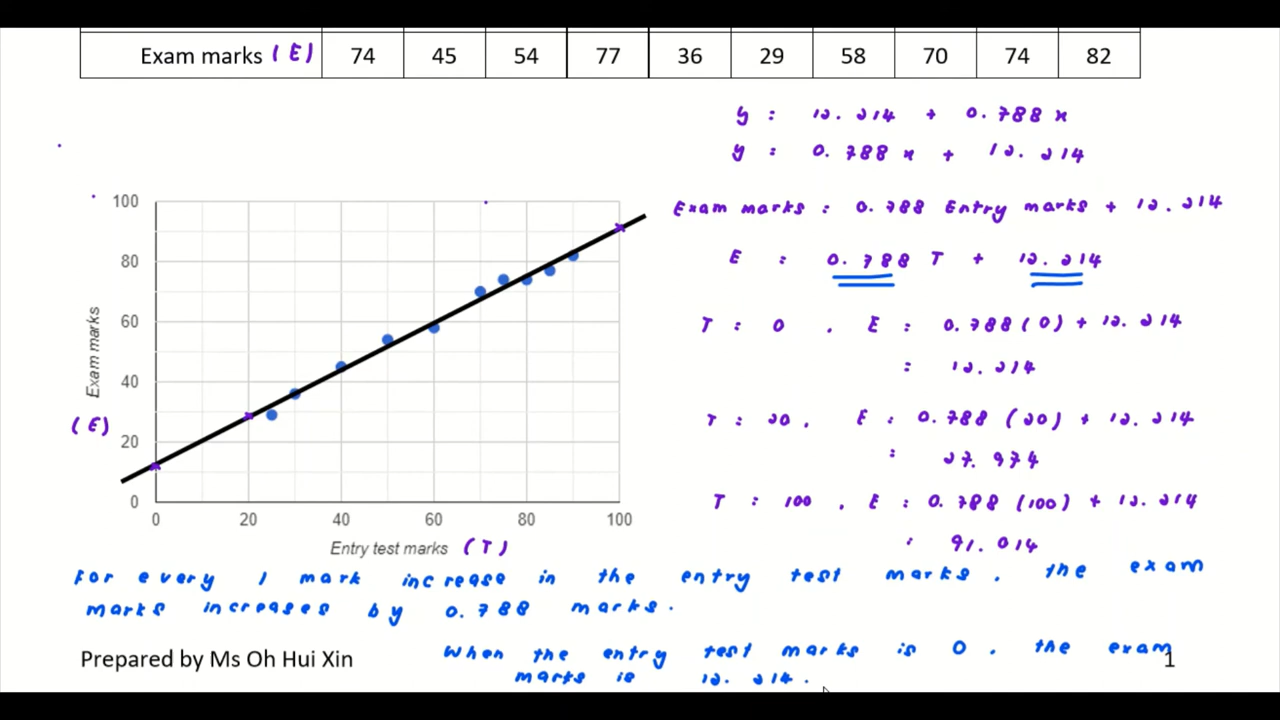 Exam marks (E) 74 45 54 77 36 29 58 70 74 82
y = 12.214 + 0.788 x
y = 0.788 x + 12.214
Exam marks = 0.788 Entry marks + 12.214
E = 0.788 T + 12.214
T = 0, E = 0.788(0) + 12.214
= 12.214
T = 20, E = 0.788 (20) + 12.214
= 27.974
T = 100, E = 0.788 (100) + 12.214
= 91.014
100
80
60
40
20
0
Exam marks
(E)
0 20 40 60 80 100
Entry test marks (T)
For every 1 mark increase in the entry test marks, the exam
marks increases by 0.788 marks.
When the entry test marks is 0, the exam
marks is 12.214.
Prepared by Ms Oh Hui Xin
1